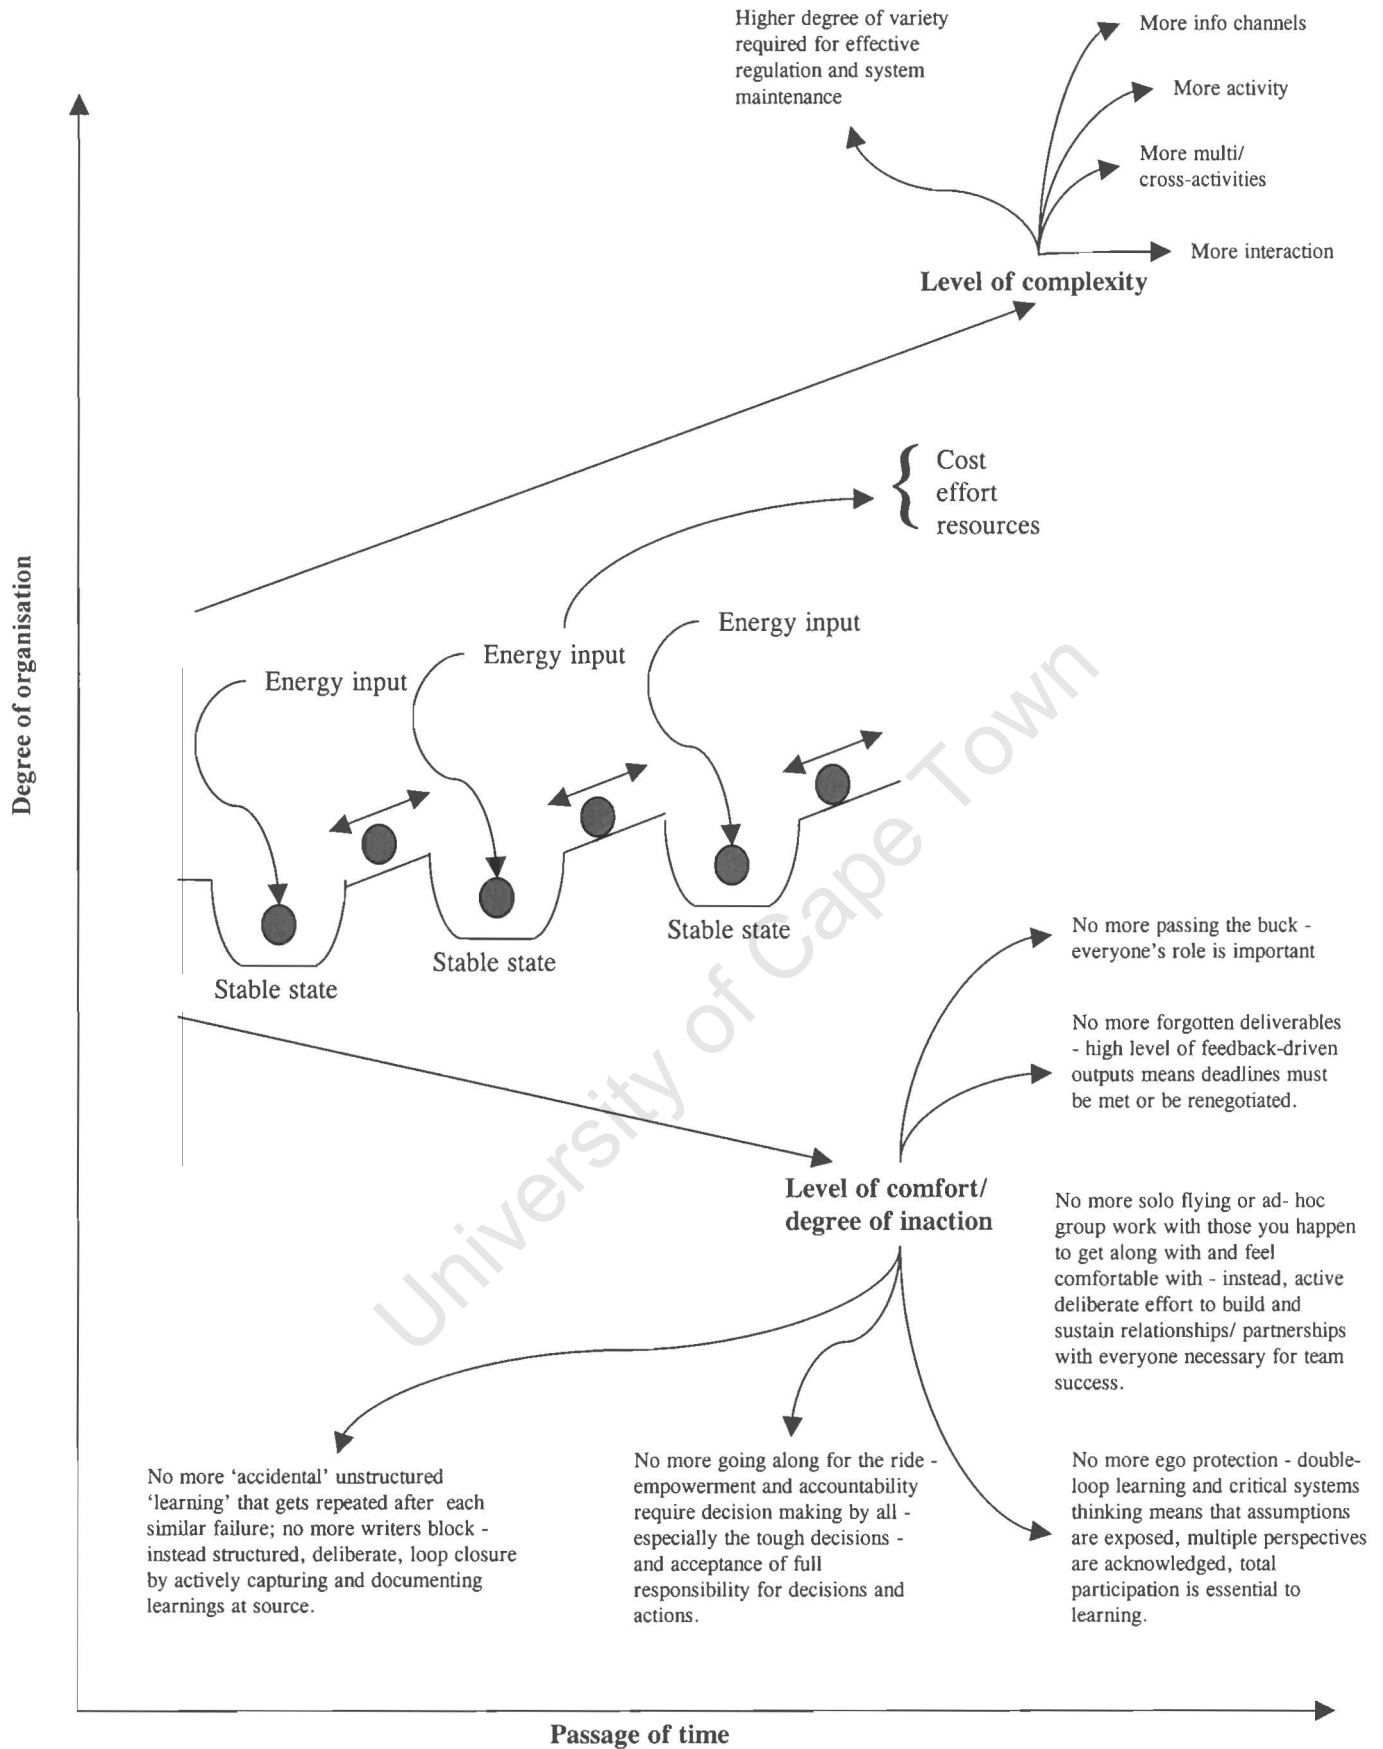 Higher degree of variety
required for effective
regulation and system
maintenance
More info channels
More activity
More multi/
cross-activities
More interaction
Level of complexity
Cost
effort
resources
Degree of organisation
Energy input
Energy input
Energy input
Stable state
Stable state
Stable state
University of Cape Town
No more passing the buck -
everyone's role is important
No more forgotten deliverables
- high level of feedback-driven
outputs means deadlines must
be met or be renegotiated.
Level of comfort/
degree of inaction
No more solo flying or ad- hoc
group work with those you happen
to get along with and feel
comfortable with - instead, active
deliberate effort to build and
sustain relationships/ partnerships
with everyone necessary for team
success.
No more 'accidental' unstructured
'learning' that gets repeated after each
similar failure; no more writers block -
instead structured, deliberate, loop closure
by actively capturing and documenting
learnings at source.
No more going along for the ride -
empowerment and accountability
require decision making by all -
especially the tough decisions -
and acceptance of full
responsibility for decisions and
actions.
No more ego protection - double-
loop learning and critical systems
thinking means that assumptions
are exposed, multiple perspectives
are acknowledged, total
participation is essential to
learning.
Passage of time